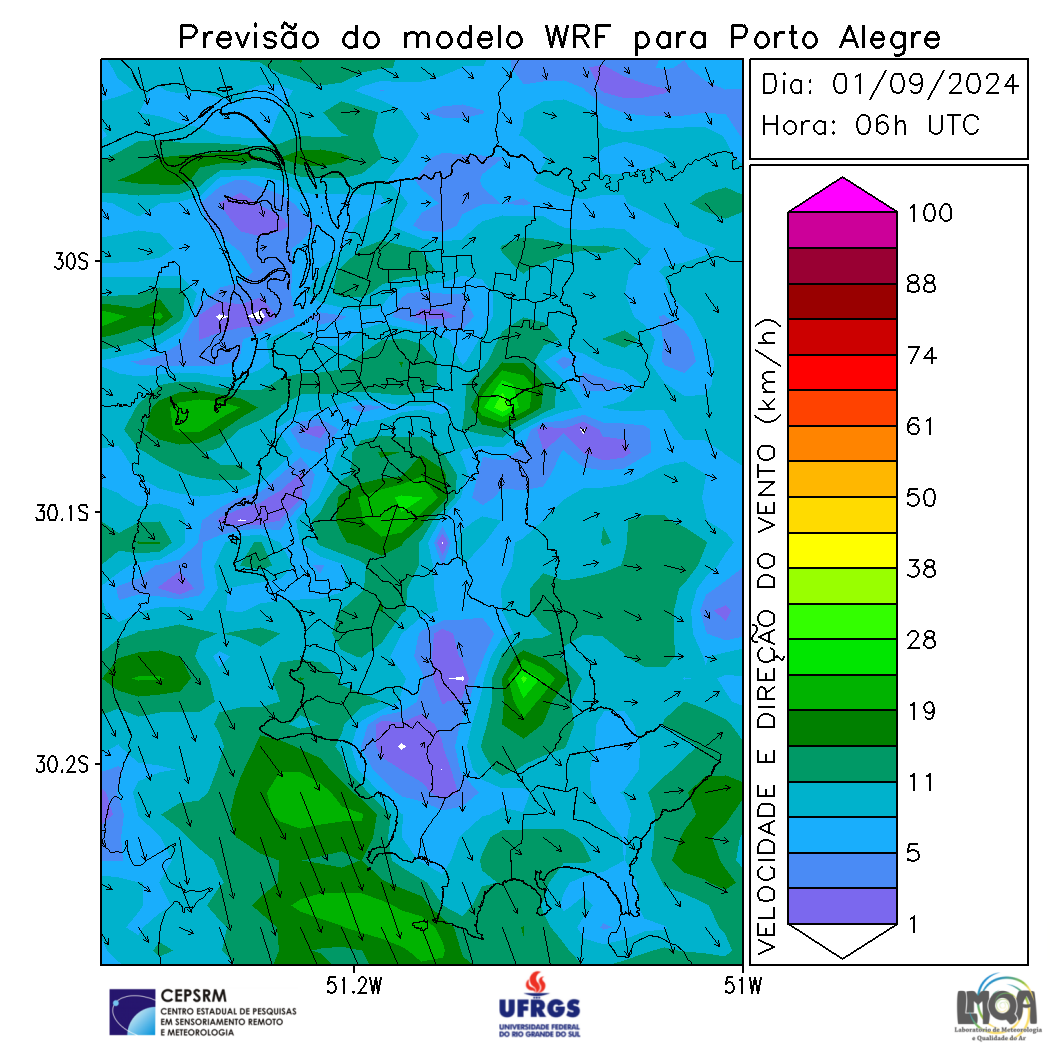 Previsão do modelo WRF para Porto Alegre
Dia: 01/09/2024
Hora: 06h UTC
30S
30.1S
30.2S
51.2W
51W
VELOCIDADE E DIREÇÃO DO VENTO (km/h)
100
88
74
61
50
38
28
19
11
5
1
CEPSRM
CENTRO ESTADUAL DE PESQUISAS
EM SENSORIAMENTO REMOTO
E METEOROLOGIA
UFRGS
UNIVERSIDADE FEDERAL
DO RIO GRANDE DO SUL
LMQA
Laboratório de Meteorologia
e Qualidade do Ar